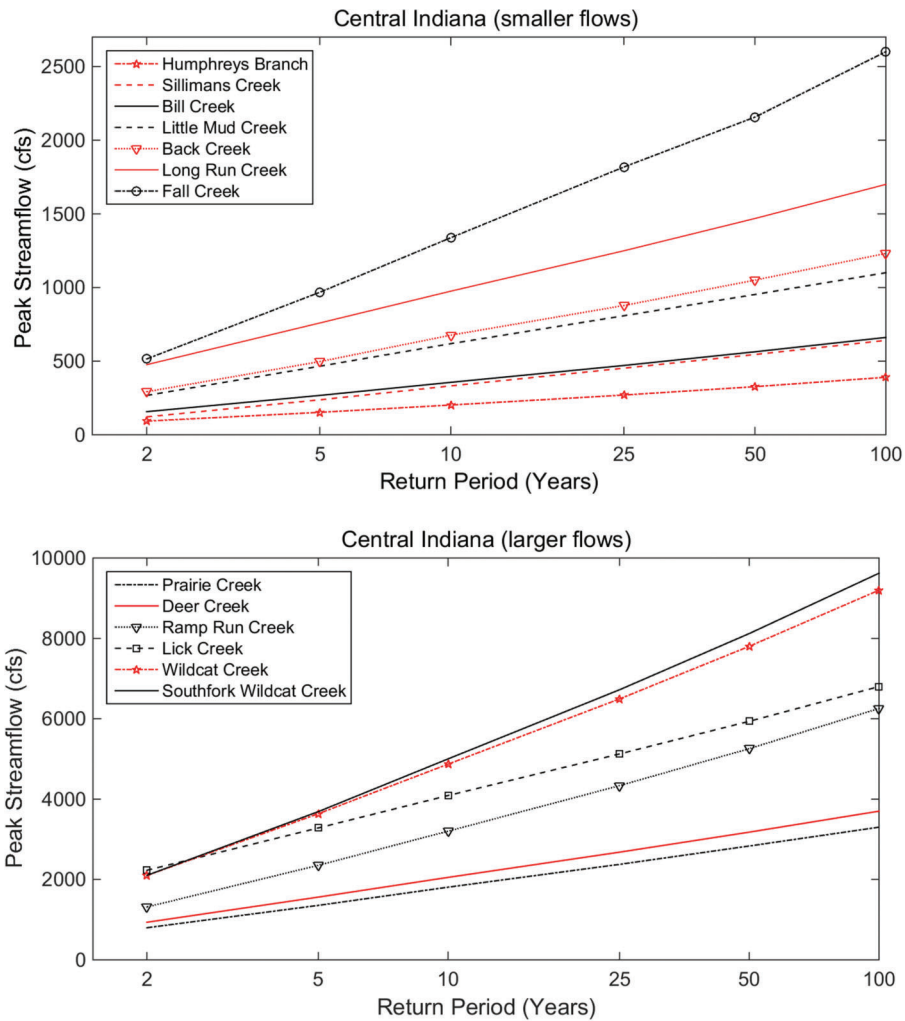 Central Indiana (smaller flows)
Humphreys Branch
Sillimans Creek
Bill Creek
Little Mud Creek
Back Creek
Long Run Creek
Fall Creek
Peak Streamflow (cfs)
2500
2000
1500
1000
500
0
2 5 10 25 50 100
Return Period (Years)
Central Indiana (larger flows)
Prairie Creek
Deer Creek
Ramp Run Creek
Lick Creek
Wildcat Creek
Southfork Wildcat Creek
Peak Streamflow (cfs)
10000
8000
6000
4000
2000
0
2 5 10 25 50 100
Return Period (Years)